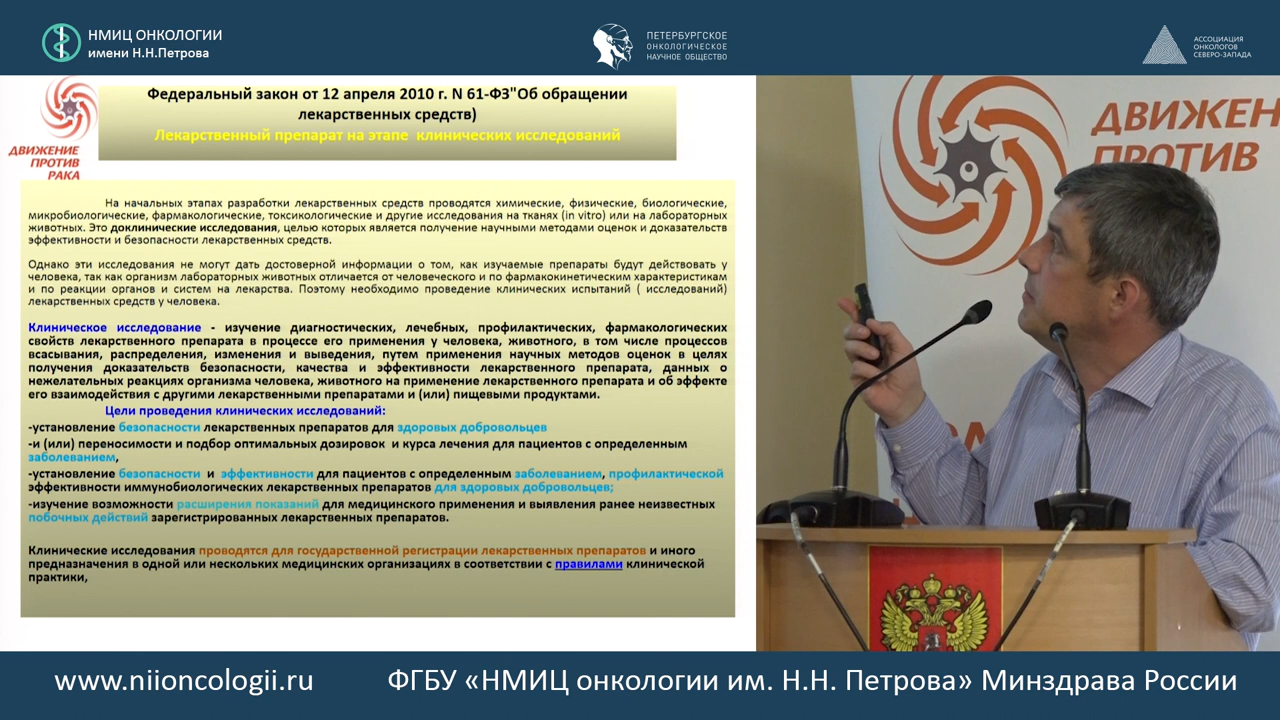 НМИЦ ОНКОЛОГИИ
имени Н.Н.Петрова
ПЕТЕРБУРГСКОЕ
ОНКОЛОГИЧЕСКОЕ
НАУЧНОЕ ОБЩЕСТВО
АССОЦИАЦИЯ
ОНКОЛОГОВ
СЕВЕРО-ЗАПАДА
ДВИЖЕНИЕ
ПРОТИВ
РАКА
Федеральный закон от 12 апреля 2010 г. N 61-ФЗ"Об обращении
лекарственных средств)
Лекарственный препарат на этапе клинических исследований
На начальных этапах разработки лекарственных средств проводятся химические, физические, биологические,
микробиологические, фармакологические, токсикологические и другие исследования на тканях (in vitro) или на лабораторных
животных. Это доклинические исследования, целью которых является получение научными методами оценок и доказательств
эффективности и безопасности лекарственных средств.
Однако эти исследования не могут дать достоверной информации о том, как изучаемые препараты будут действовать у
человека, так как организм лабораторных животных отличается от человеческого и по фармакокинетическим характеристикам
и по реакции органов и систем на лекарства. Поэтому необходимо проведение клинических испытаний ( исследований)
лекарственных средств у человека.
Клиническое исследование - изучение диагностических, лечебных, профилактических, фармакологических
свойств лекарственного препарата в процессе его применения у человека, животного, в том числе процессов
всасывания, распределения, изменения и выведения, путем применения научных методов оценок в целях
получения доказательств безопасности, качества и эффективности лекарственного препарата, данных о
нежелательных реакциях организма человека, животного на применение лекарственного препарата и об эффекте
его взаимодействия с другими лекарственными препаратами и (или) пищевыми продуктами.
Цели проведения клинических исследований:
-установление безопасности лекарственных препаратов для здоровых добровольцев
-и (или) переносимости и подбор оптимальных дозировок и курса лечения для пациентов с определенным
заболеванием,
-установление безопасности и эффективности для пациентов с определенным заболеванием, профилактической
эффективности иммунобиологических лекарственных препаратов для здоровых добровольцев;
-изучение возможности расширения показаний для медицинского применения и выявления ранее неизвестных
побочных действий зарегистрированных лекарственных препаратов.
Клинические исследования проводятся для государственной регистрации лекарственных препаратов и иного
предназначения в одной или нескольких медицинских организациях в соответствии с правилами клинической
практики,
ДВИЖЕН
ПРОТИВ
www.niioncologii.ru
ФГБУ «НМИЦ онкологии им. Н.Н. Петрова» Минздрава России